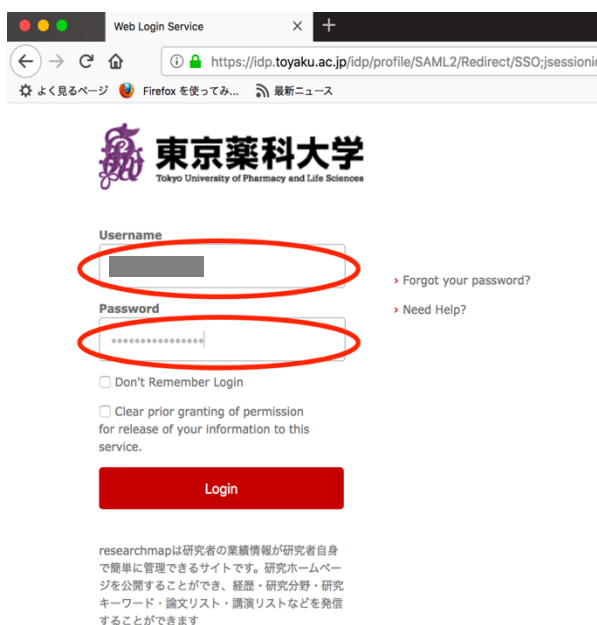 Web Login Service
https://idp.toyaku.ac.jp/idp/profile/SAML2/Redirect/SSO;jsessionid
よく見るページ Firefox を使ってみ... 最新ニュース
東京薬科大学
Tokyo University of Pharmacy and Life Sciences
Username
Forgot your password?
Password
Need Help?
Don't Remember Login
Clear prior granting of permission
for release of your information to this
service.
Login
researchmapは研究者の業績情報が研究者自身
で簡単に管理できるサイトです。研究ホームペー
ジを公開することができ、経歴・研究分野・研究
キーワード・論文リスト・講演リストなどを発信
することができます